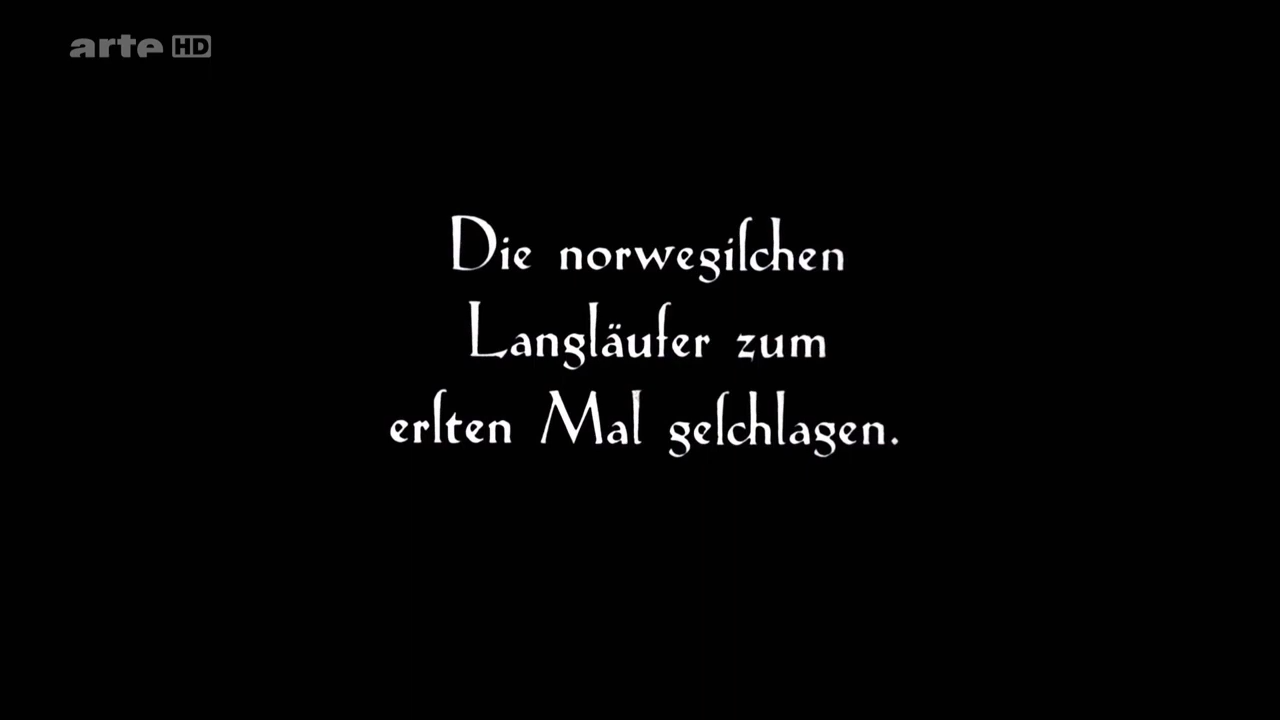 arte HD
Die norwegiſchen
Langläufer zum
erſten Mal geſchlagen.